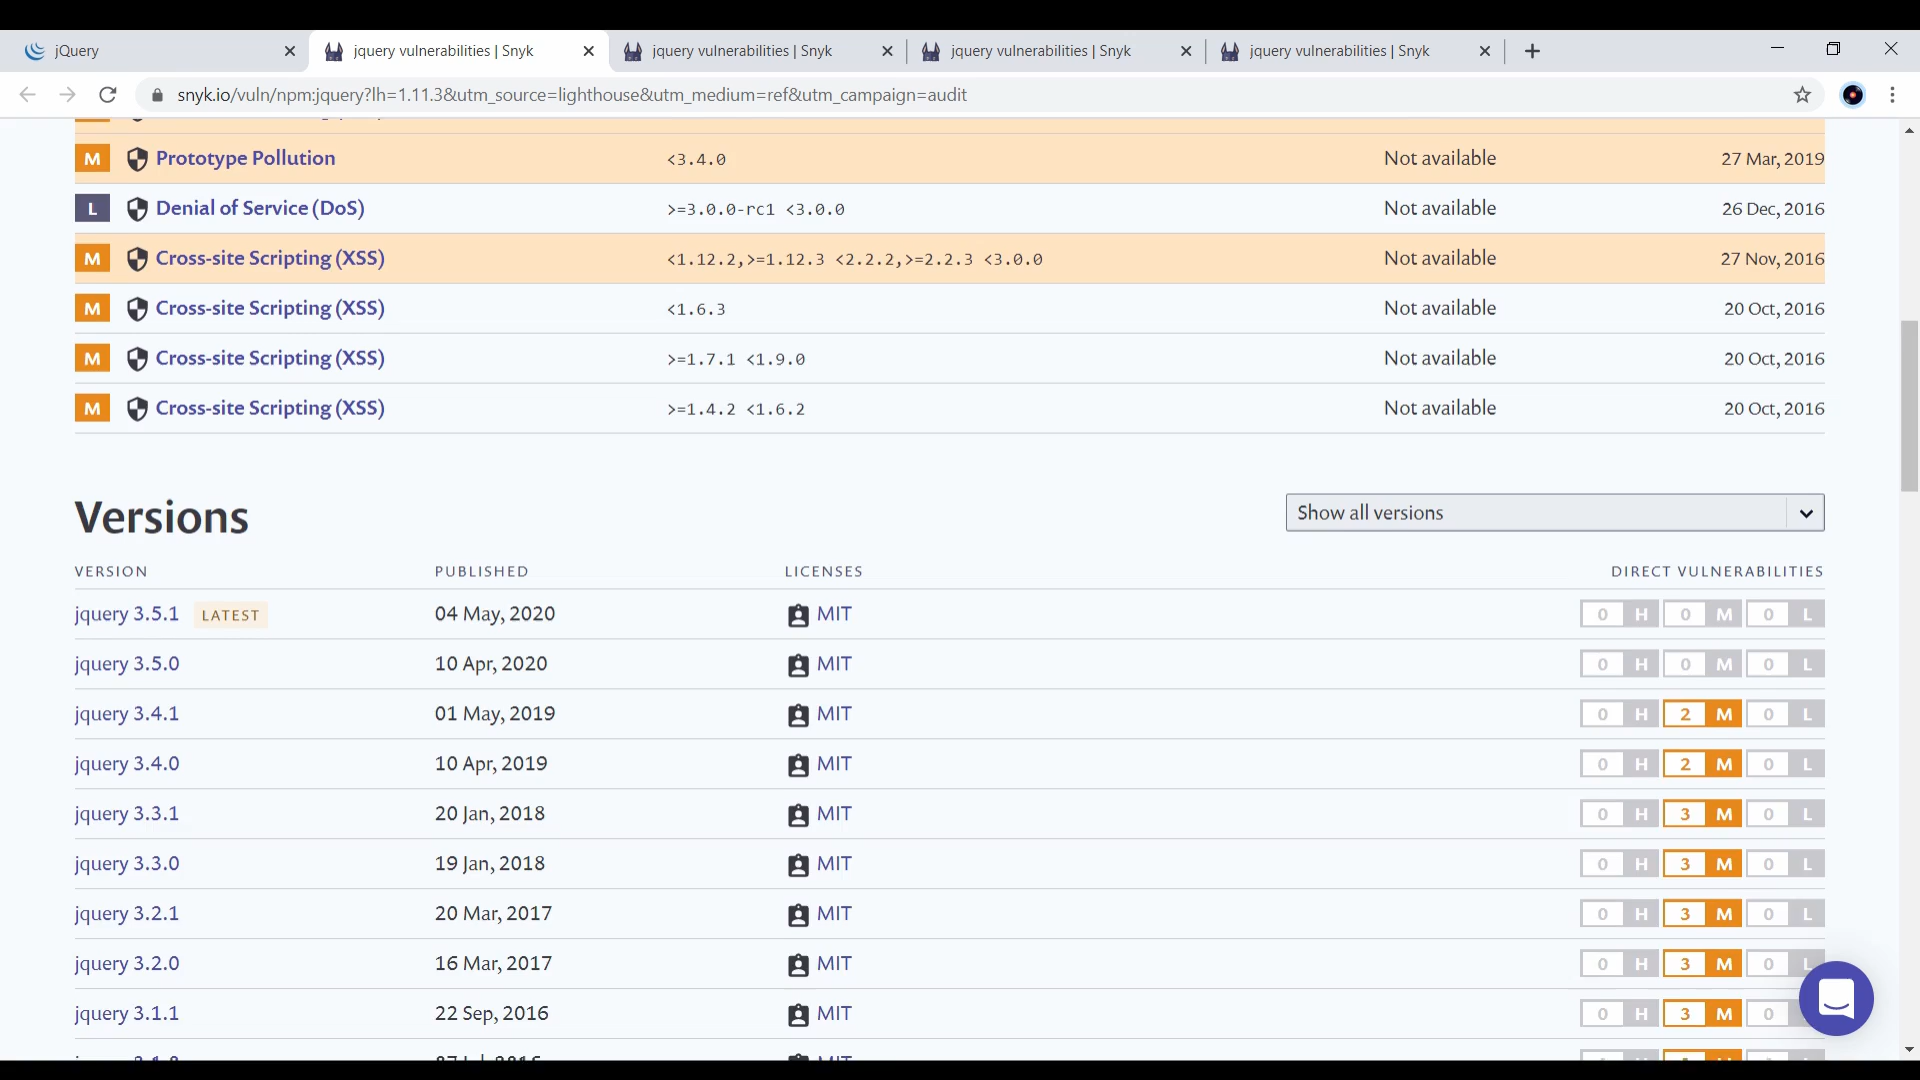 jQuery
jquery vulnerabilities | Snyk
jquery vulnerabilities | Snyk
jquery vulnerabilities | Snyk
jquery vulnerabilities | Snyk
snyk.io/vuln/npm:jquery?lh=1.11.3&utm_source=lighthouse&utm_medium=ref&utm_campaign=audit
M Prototype Pollution <3.4.0 Not available 27 Mar, 2019
L Denial of Service (DoS) >=3.0.0-rc1 <3.0.0 Not available 26 Dec, 2016
M Cross-site Scripting (XSS) <1.12.2,>=1.12.3 <2.2.2,>=2.2.3 <3.0.0 Not available 27 Nov, 2016
M Cross-site Scripting (XSS) <1.6.3 Not available 20 Oct, 2016
M Cross-site Scripting (XSS) >=1.7.1 <1.9.0 Not available 20 Oct, 2016
M Cross-site Scripting (XSS) >=1.4.2 <1.6.2 Not available 20 Oct, 2016
Versions Show all versions
VERSION PUBLISHED LICENSES DIRECT VULNERABILITIES
jquery 3.5.1 LATEST 04 May, 2020 MIT 0 H 0 M 0 L
jquery 3.5.0 10 Apr, 2020 MIT 0 H 0 M 0 L
jquery 3.4.1 01 May, 2019 MIT 0 H 2 M 0 L
jquery 3.4.0 10 Apr, 2019 MIT 0 H 2 M 0 L
jquery 3.3.1 20 Jan, 2018 MIT 0 H 3 M 0 L
jquery 3.3.0 19 Jan, 2018 MIT 0 H 3 M 0 L
jquery 3.2.1 20 Mar, 2017 MIT 0 H 3 M 0 L
jquery 3.2.0 16 Mar, 2017 MIT 0 H 3 M 0 L
jquery 3.1.1 22 Sep, 2016 MIT 0 H 3 M 0